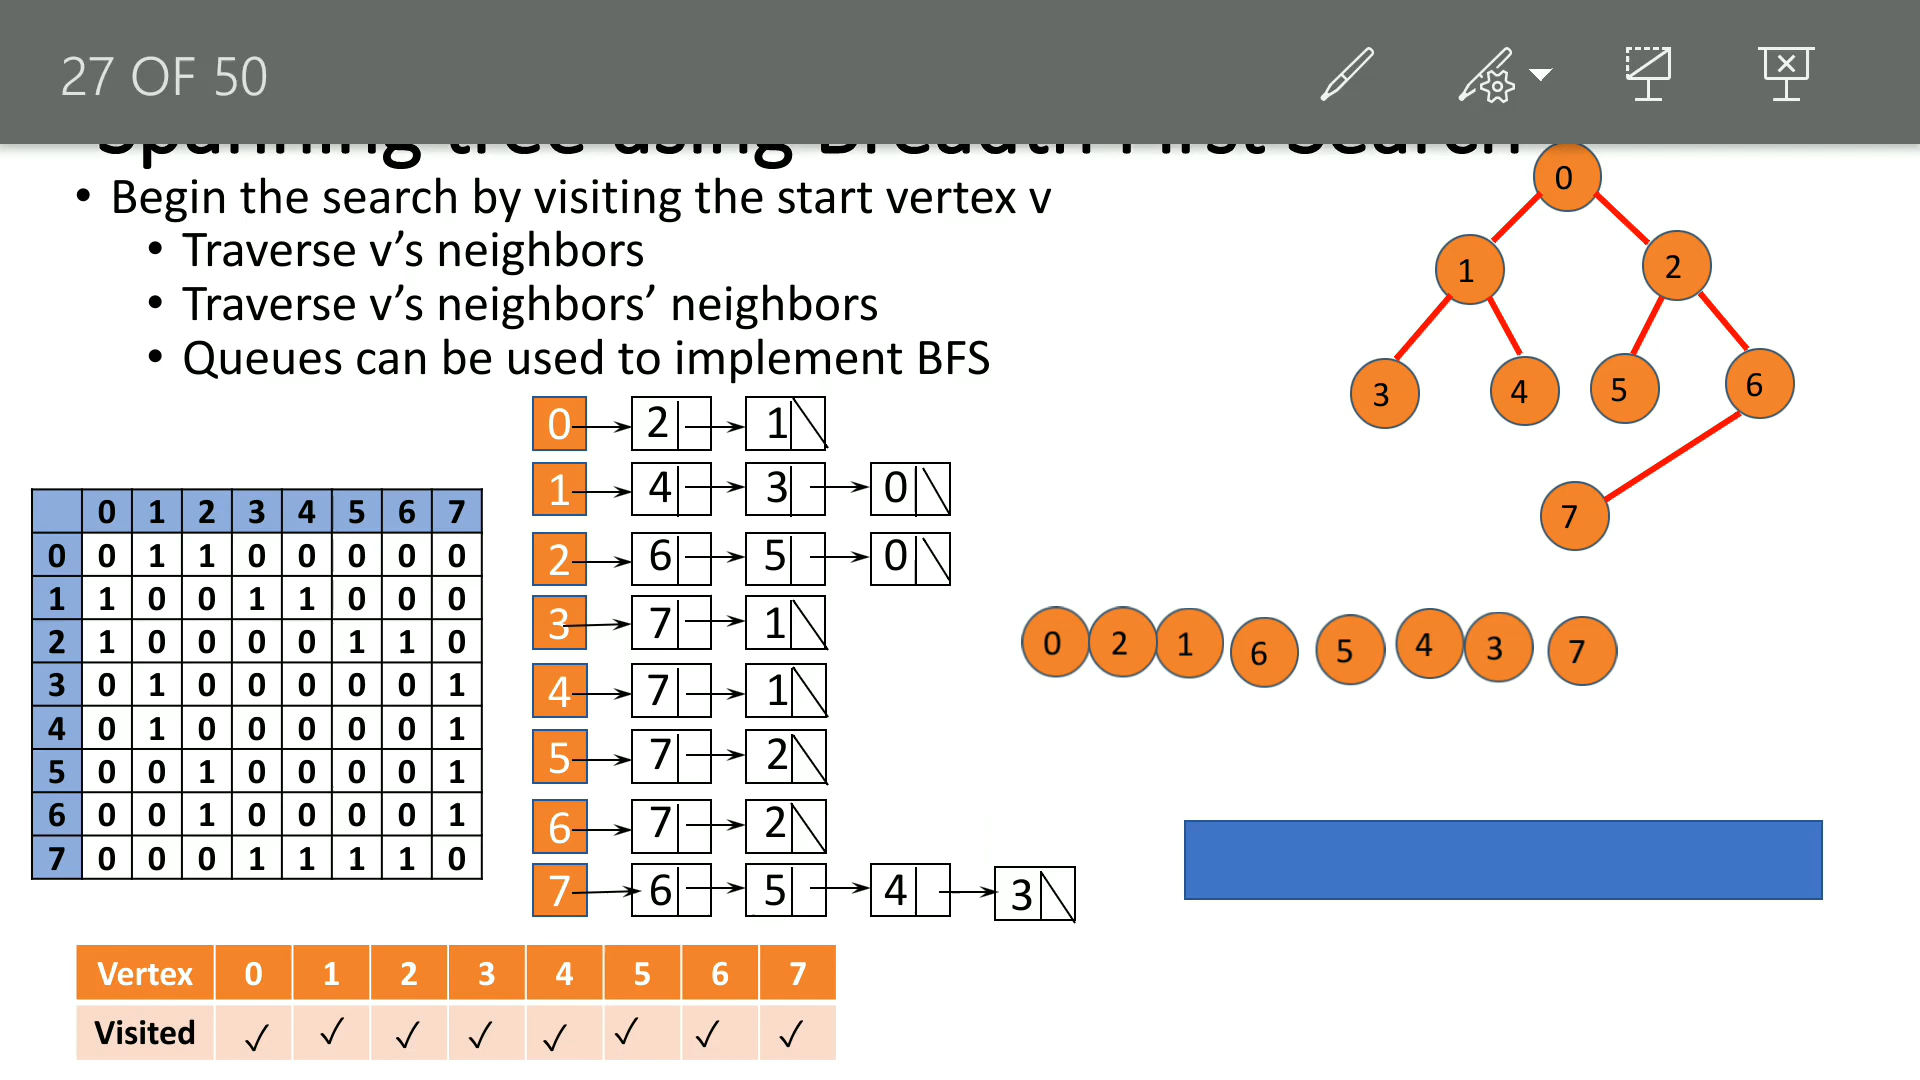 27 OF 50
Spanning tree using Breadth First Search
• Begin the search by visiting the start vertex v
• Traverse v’s neighbors
• Traverse v’s neighbors’ neighbors
• Queues can be used to implement BFS
0 2 1
1 4 3 0
2 6 5 0
3 7 1
4 7 1
5 7 2
6 7 2
7 6 5 4 3
0 1 2 3 4 5 6 7
0 0 1 1 0 0 0 0 0
1 1 0 0 1 1 0 0 0
2 1 0 0 0 0 1 1 0
3 0 1 0 0 0 0 0 1
4 0 1 0 0 0 0 0 1
5 0 0 1 0 0 0 0 1
6 0 0 1 0 0 0 0 1
7 0 0 0 1 1 1 1 0
0
1 2
3 4 5 6
7
0 2 1 6 5 4 3 7
Vertex 0 1 2 3 4 5 6 7
Visited ✓ ✓ ✓ ✓ ✓ ✓ ✓ ✓